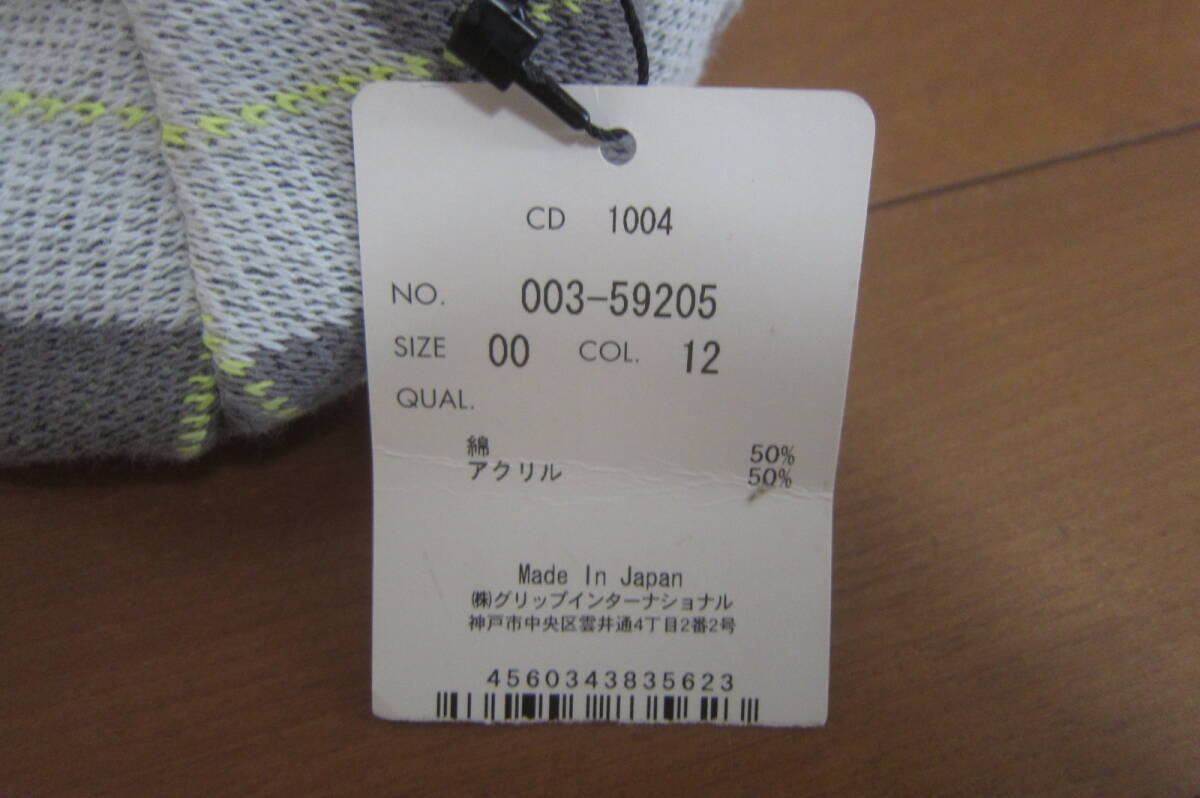 CD 1004
NO. 003-59205
SIZE 00 COL. 12
QUAL.
綿 50%
アクリル 50%
Made In Japan
㈱グリップインターナショナル
神戸市中央区雲井通4丁目2番2号
4560343835623